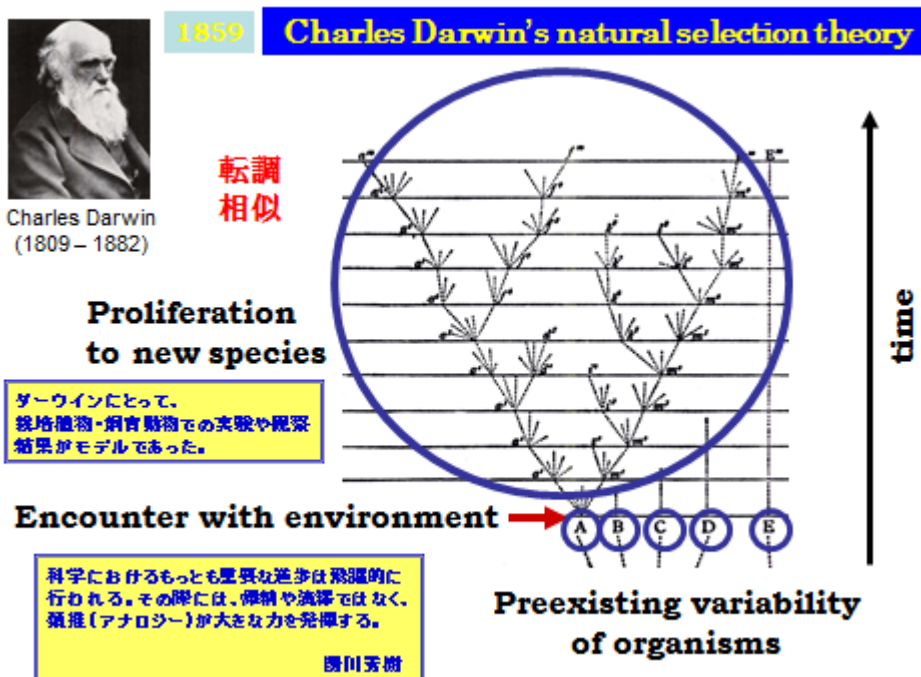 1859
Charles Darwin's natural selection theory
Charles Darwin
(1809 – 1882)
転調
相似
Proliferation
to new species
ダーウインにとって、
栽培植物・飼育動物での実験や観察
結果がモデルであった。
time
Encounter with environment
A B C D E
科学におけるもっとも重要な進歩は飛躍的に
行われる。その際には、帰納や演繹ではなく、
類推(アナロジー)が大きな力を発揮する。
Preexisting variability
of organisms